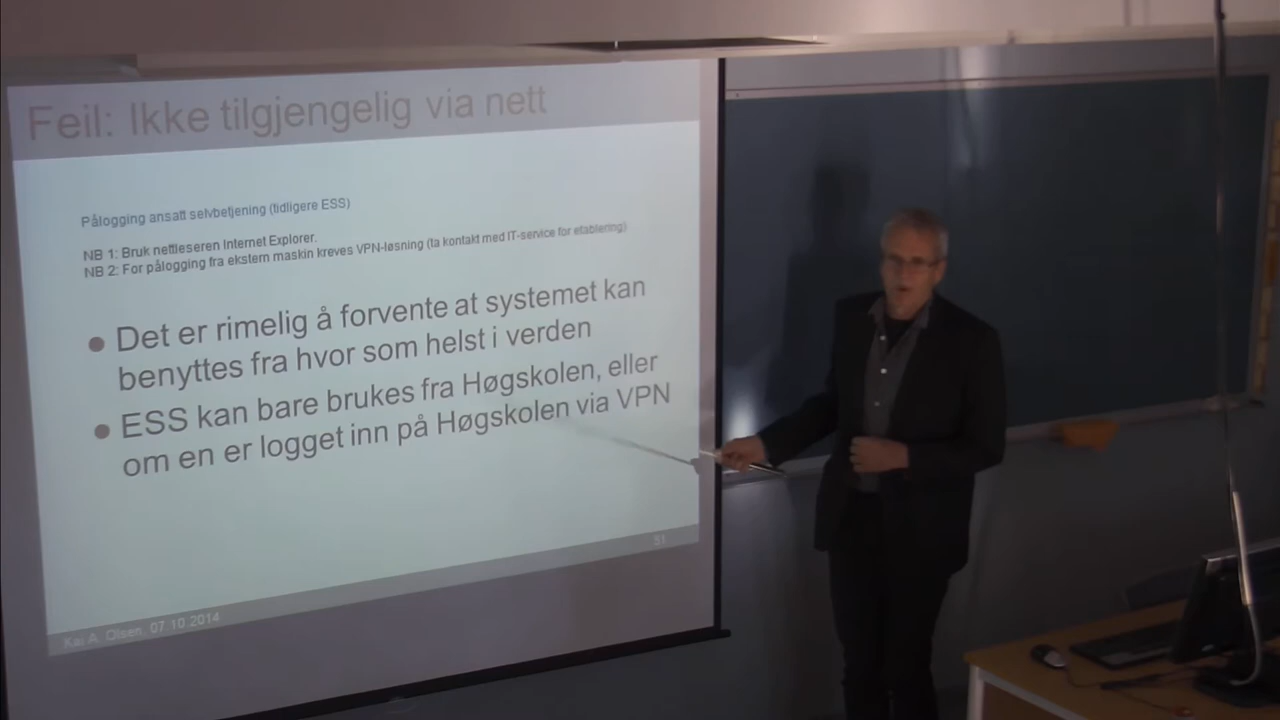 Feil: Ikke tilgjengelig via nett
Pålogging ansatt selvbetjening (tidligere ESS)
NB 1: Bruk nettleseren Internet Explorer.
NB 2: For pålogging fra ekstern maskin kreves VPN-løsning (ta kontakt med IT-service for etablering)
● Det er rimelig å forvente at systemet kan
benyttes fra hvor som helst i verden
● ESS kan bare brukes fra Høgskolen, eller
om en er logget inn på Høgskolen via VPN
51
Kai A. Olsen, 07.10.2014